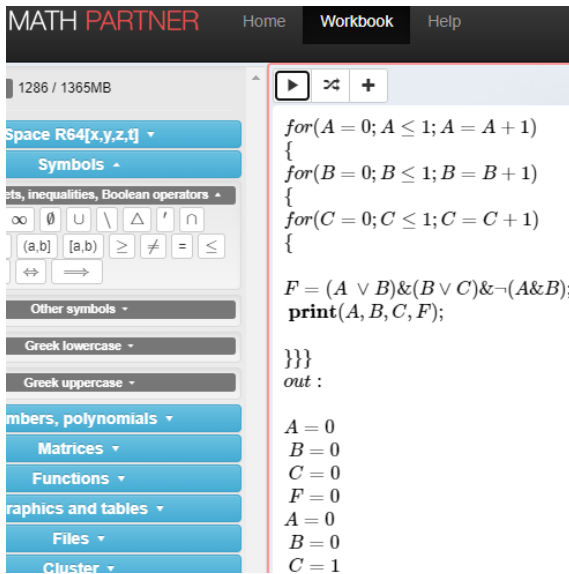 MATH PARTNER Home Workbook Help
1286 / 1365MB
Space R64[x,y,z,t]
Symbols
ets, inequalities, Boolean operators
∞ ∅ ∪ \ △ ′ ∩
(a,b] [a,b) ≥ ≠ = ≤
⇔ ⟹
Other symbols
Greek lowercase
Greek uppercase
mbers, polynomials
Matrices
Functions
raphics and tables
Files
Cluster
for(A = 0; A ≤ 1; A = A + 1)
{
for(B = 0; B ≤ 1; B = B + 1)
{
for(C = 0; C ≤ 1; C = C + 1)
{
F = (A ∨ B)&(B ∨ C)&¬(A&B);
print(A, B, C, F);
}}}
out :
A = 0
B = 0
C = 0
F = 0
A = 0
B = 0
C = 1